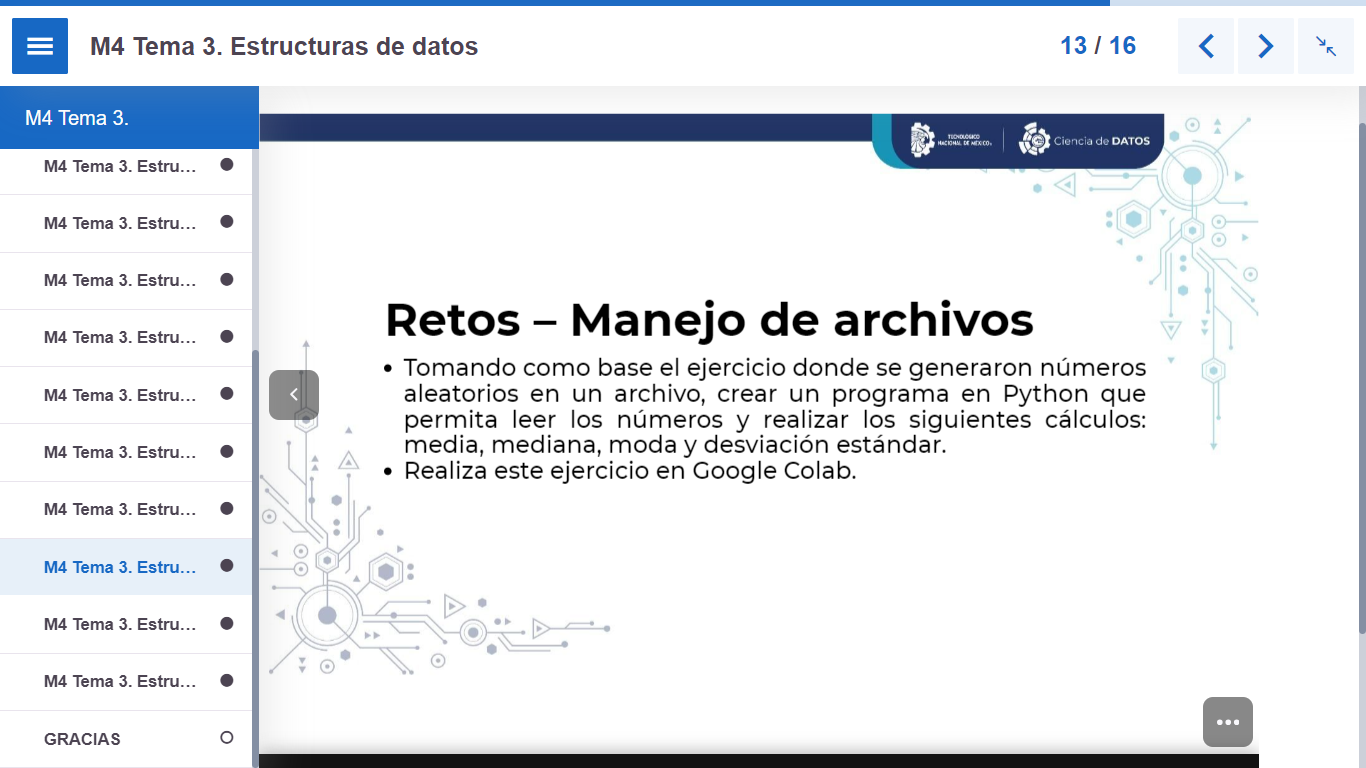 M4 Tema 3. Estructuras de datos
13 / 16
M4 Tema 3.
M4 Tema 3. Estru...
M4 Tema 3. Estru...
M4 Tema 3. Estru...
M4 Tema 3. Estru...
M4 Tema 3. Estru...
M4 Tema 3. Estru...
M4 Tema 3. Estru...
M4 Tema 3. Estru...
M4 Tema 3. Estru...
M4 Tema 3. Estru...
GRACIAS
TECNOLÓGICO
NACIONAL DE MÉXICO®
Ciencia de DATOS
Retos – Manejo de archivos
• Tomando como base el ejercicio donde se generaron números
aleatorios en un archivo, crear un programa en Python que
permita leer los números y realizar los siguientes cálculos:
media, mediana, moda y desviación estándar.
• Realiza este ejercicio en Google Colab.